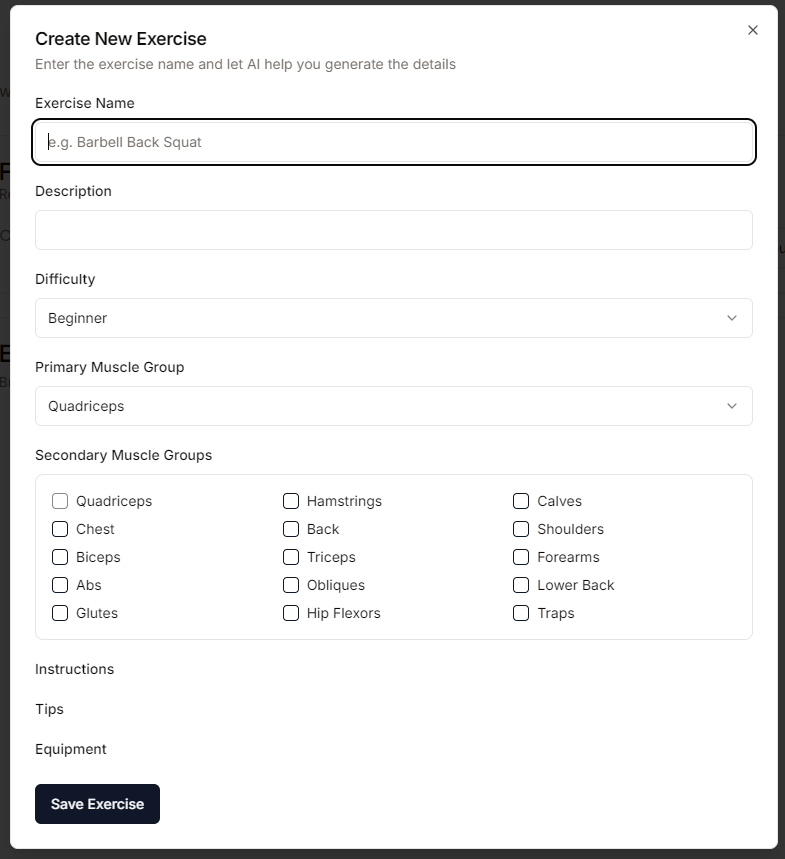 Create New Exercise
Enter the exercise name and let AI help you generate the details
Exercise Name
e.g. Barbell Back Squat
Description
Difficulty
Beginner
Primary Muscle Group
Quadriceps
Secondary Muscle Groups
Quadriceps Hamstrings Calves
Chest Back Shoulders
Biceps Triceps Forearms
Abs Obliques Lower Back
Glutes Hip Flexors Traps
Instructions
Tips
Equipment
Save Exercise